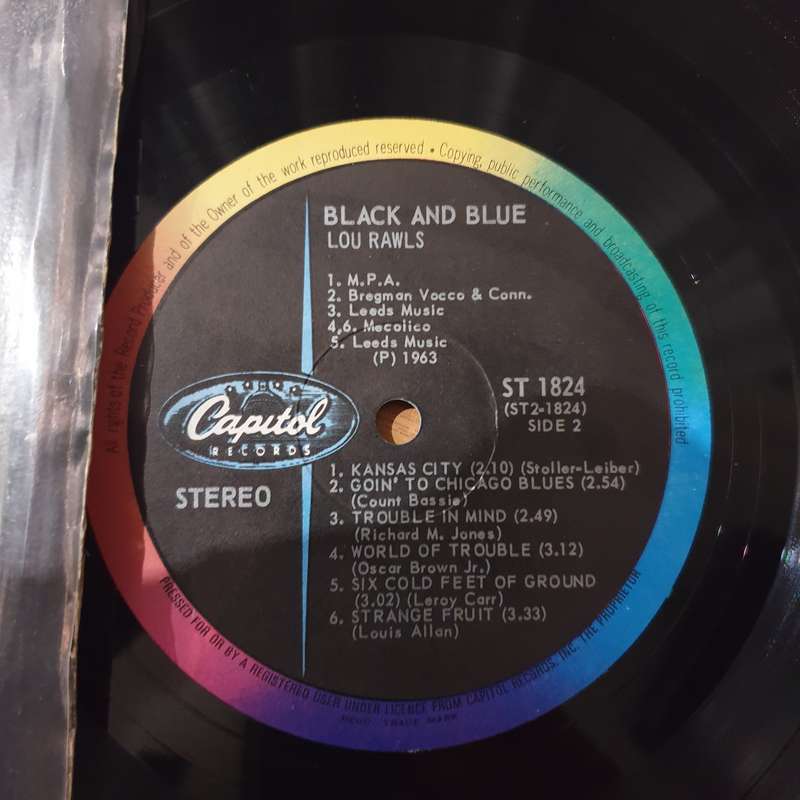 All rights of the Record Producer and of the Owner of the work reproduced reserved • Copying, public performance and broadcasting of this record prohibited
BLACK AND BLUE
LOU RAWLS
1. M.P.A.
2. Bregman Vocco & Conn.
3. Leeds Music
4,6. Mecolico
5. Leeds Music
(P) 1963
Capitol
RECORDS
STEREO
ST 1824
(ST2-1824)
SIDE 2
1. KANSAS CITY (2.10) (Stoller-Leiber)
2. GOIN' TO CHICAGO BLUES (2.54)
(Count Bassie)
3. TROUBLE IN MIND (2.49)
(Richard M. Jones)
4. WORLD OF TROUBLE (3.12)
(Oscar Brown Jr.)
5. SIX COLD FEET OF GROUND
(3.02) (Leroy Carr)
6. STRANGE FRUIT (3.33)
(Louis Allan)
PRESSED FOR OR BY A REGISTERED USER UNDER LICENCE FROM CAPITOL RECORDS, INC. THE PROPRIETOR
REGD. TRADE MARK